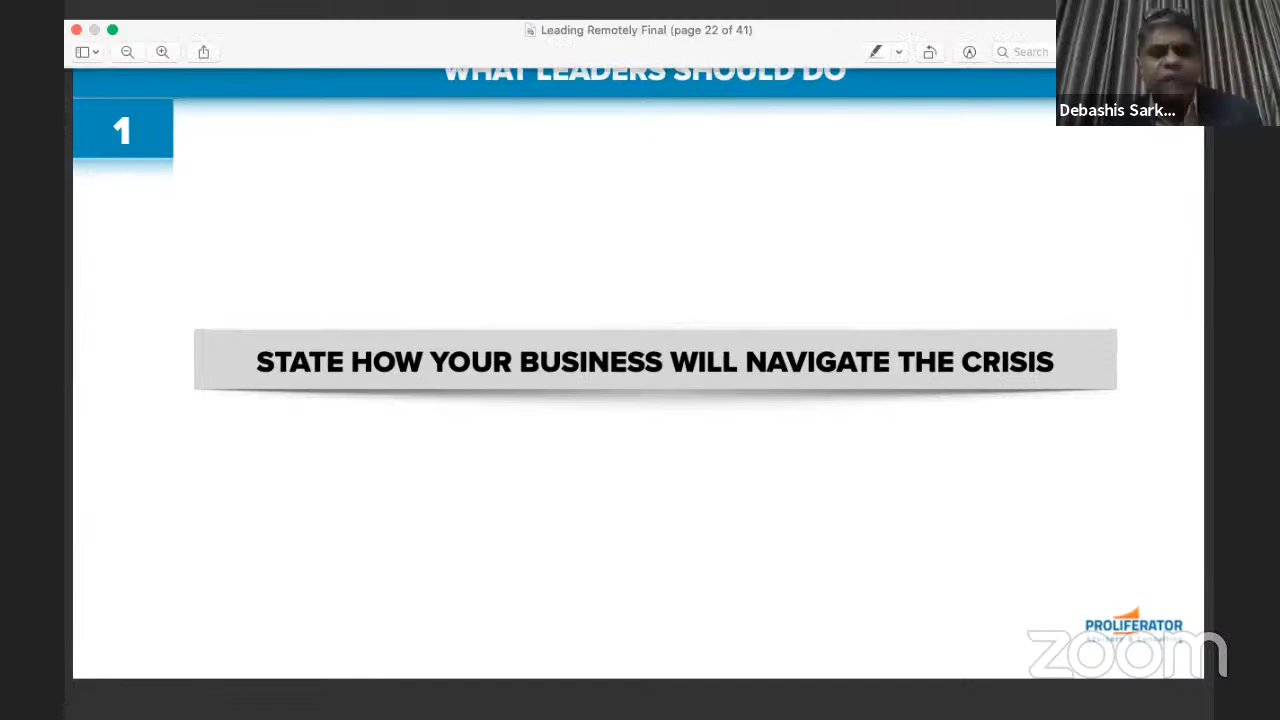 Leading Remotely Final (page 22 of 41)
Search
WHAT LEADERS SHOULD DO
Debashis Sark...
1
STATE HOW YOUR BUSINESS WILL NAVIGATE THE CRISIS
PROLIFERATOR
zoom